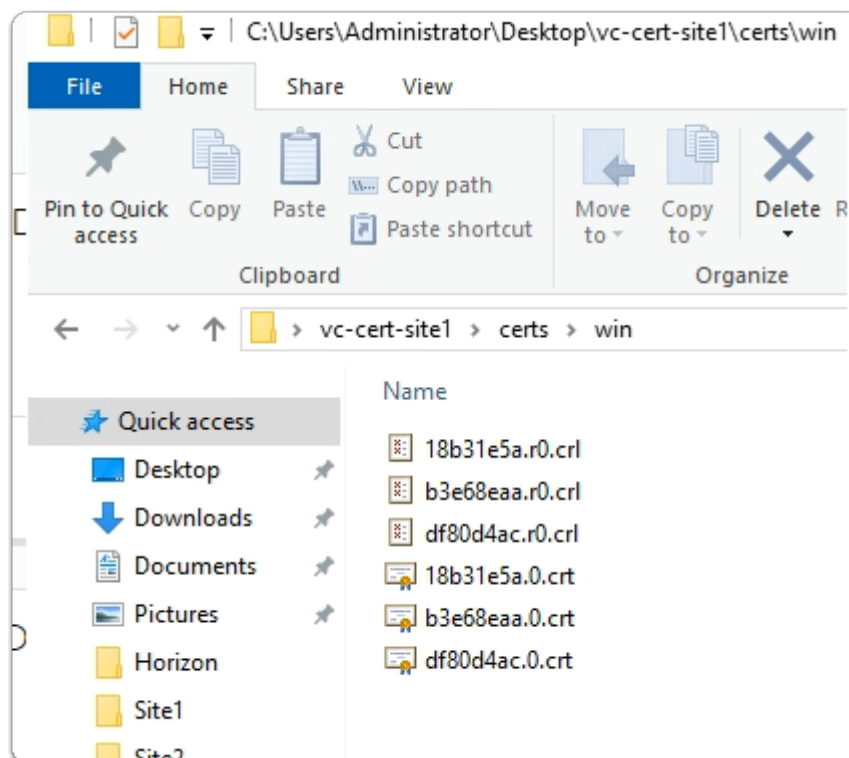 C:\Users\Administrator\Desktop\vc-cert-site1\certs\win
File Home Share View
Pin to Quick access
Copy
Paste
Cut
Copy path
Paste shortcut
Move to
Copy to
Delete
R
Clipboard
Organize
vc-cert-site1 > certs > win
Name
Quick access
Desktop
Downloads
Documents
Pictures
Horizon
Site1
Site2
18b31e5a.r0.crl
b3e68eaa.r0.crl
df80d4ac.r0.crl
18b31e5a.0.crt
b3e68eaa.0.crt
df80d4ac.0.crt